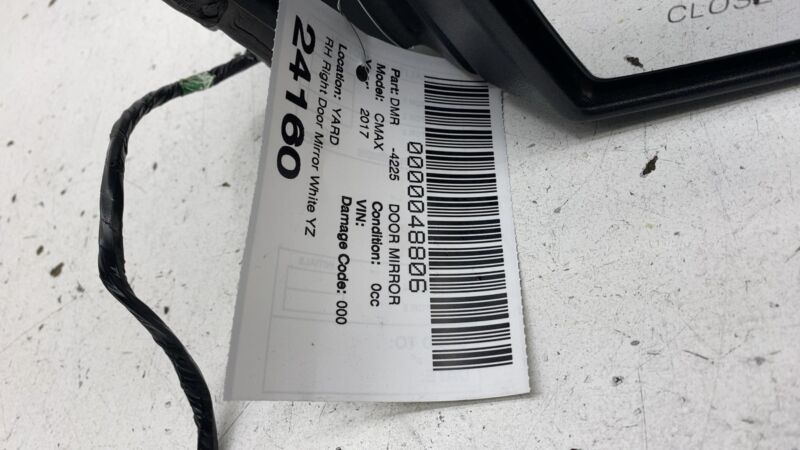 CLOSE
0000048806
Part: DMR -4225 DOOR MIRROR
Model: CMAX Condition: 0cc
Year: 2017 VIN:
Damage Code: 000
Location: YARD
RH Right Door Mirror White YZ
24160